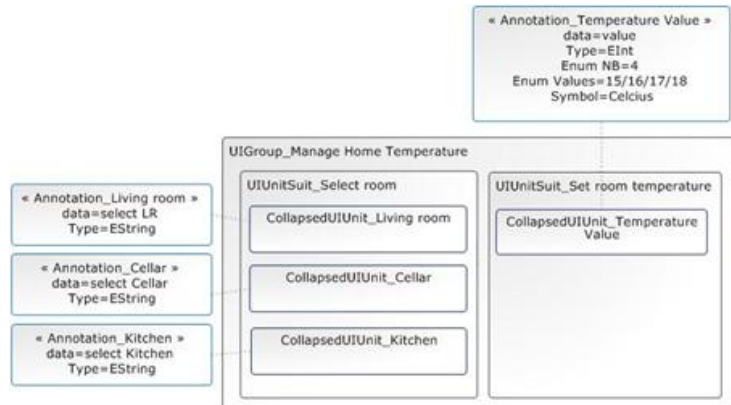 « Annotation_Temperature Value »
data=value
Type=EInt
Enum NB=4
Enum Values=15/16/17/18
Symbol=Celcius
UIGroup_Manage Home Temperature
UIUnitSuit_Select room
UIUnitSuit_Set room temperature
« Annotation_Living room »
data=select LR
Type=EString
CollapsedUIUnit_Living room
CollapsedUIUnit_Temperature
Value
« Annotation_Cellar »
data=select Cellar
Type=EString
CollapsedUIUnit_Cellar
« Annotation_Kitchen »
data=select Kitchen
Type=EString
CollapsedUIUnit_Kitchen